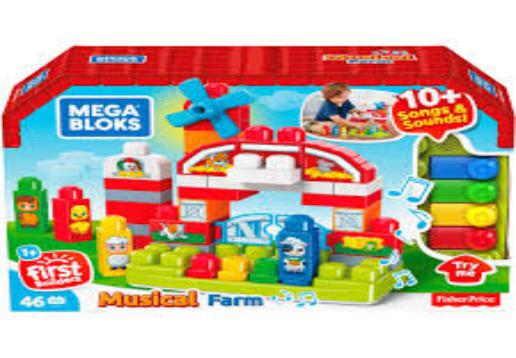 MEGA
BLOKS
10+
Songs &
Sounds!
1+
First
Builders
46
Musical Farm
Try
me
Fisher-Price